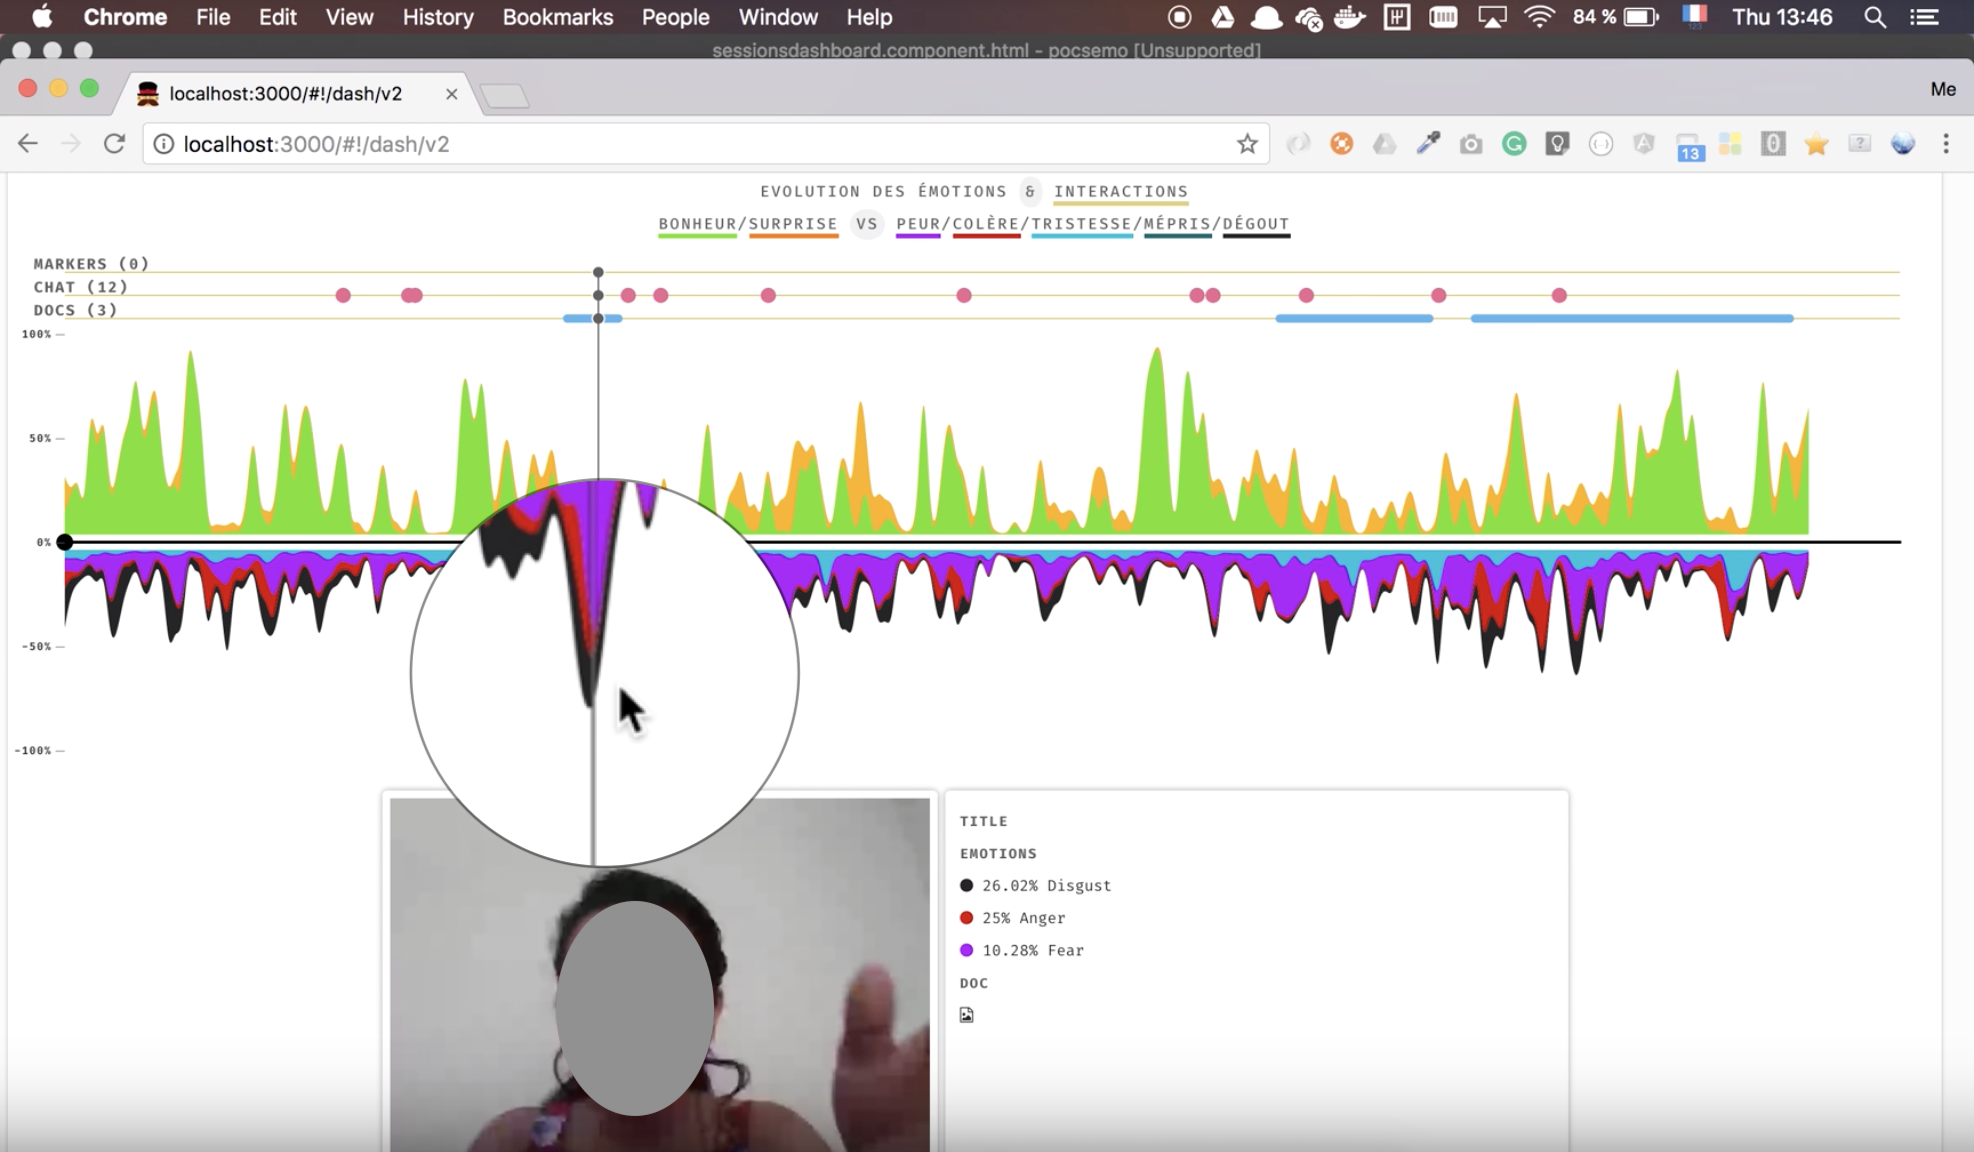 Chrome File Edit View History Bookmarks People Window Help 84 % Thu 13:46
sessionsdashboard.component.html - pocsemo [Unsupported]
localhost:3000/#!/dash/v2
Me
localhost:3000/#!/dash/v2
13
EVOLUTION DES ÉMOTIONS & INTERACTIONS
BONHEUR/SURPRISE VS PEUR/COLÈRE/TRISTESSE/MÉPRIS/DÉGOUT
MARKERS (0)
CHAT (12)
DOCS (3)
100%
50%
0%
-50%
-100%
TITLE
EMOTIONS
26.02% Disgust
25% Anger
10.28% Fear
DOC